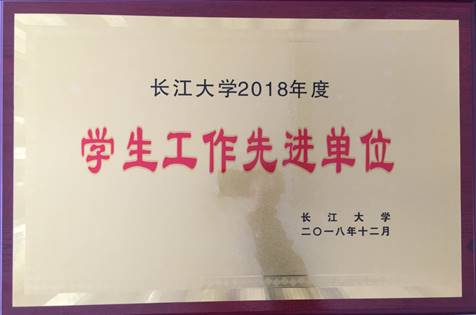 长江大学2018年度
学生工作先进单位
长江大学
二〇一八年十二月